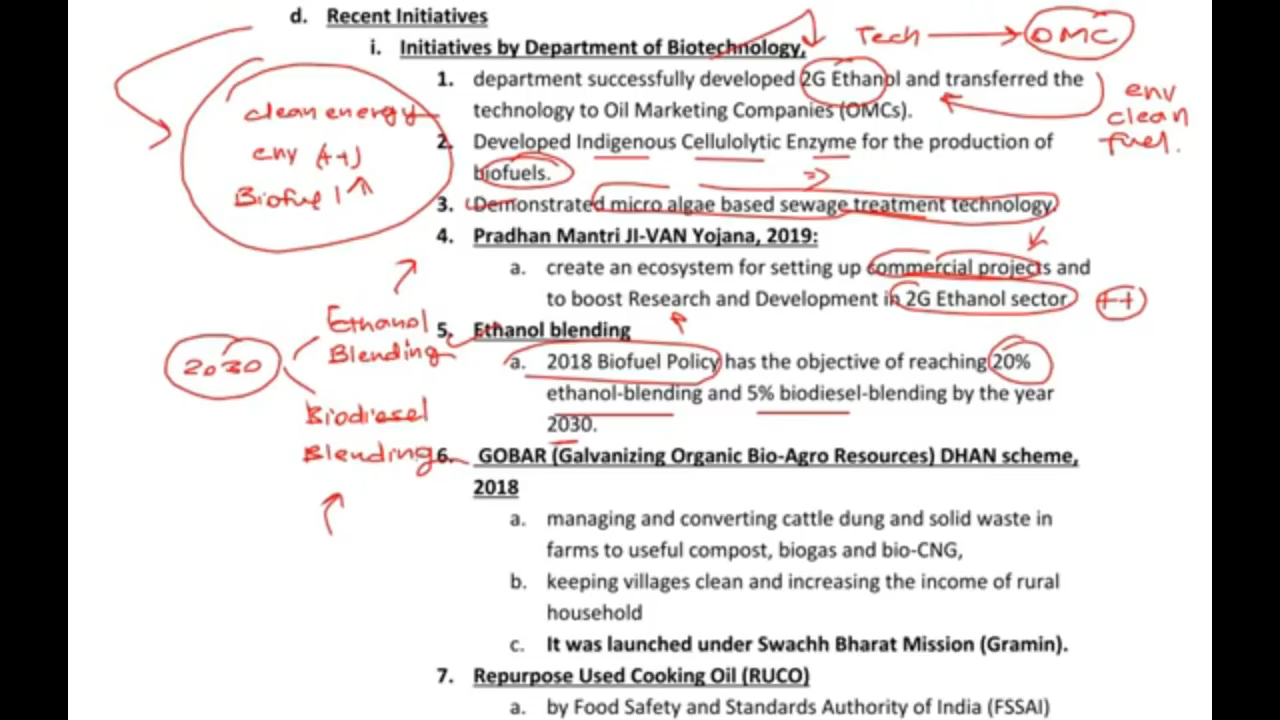 d. Recent Initiatives
i. Initiatives by Department of Biotechnology,
Tech → OMC
1. department successfully developed 2G Ethanol and transferred the
technology to Oil Marketing Companies (OMCs).
env
clean
fuel.
clean energy
env (++)
Biofuel ↑
2. Developed Indigenous Cellulolytic Enzyme for the production of
biofuels.
3. Demonstrated micro algae based sewage treatment technology.
4. Pradhan Mantri JI-VAN Yojana, 2019:
a. create an ecosystem for setting up commercial projects and
to boost Research and Development in 2G Ethanol sector
++
5. Ethanol blending
a. 2018 Biofuel Policy has the objective of reaching 20%
ethanol-blending and 5% biodiesel-blending by the year
2030.
2030
Ethanol
Blending
Biodiesel
Blending
6. GOBAR (Galvanizing Organic Bio-Agro Resources) DHAN scheme,
2018
a. managing and converting cattle dung and solid waste in
farms to useful compost, biogas and bio-CNG,
b. keeping villages clean and increasing the income of rural
household
c. It was launched under Swachh Bharat Mission (Gramin).
7. Repurpose Used Cooking Oil (RUCO)
a. by Food Safety and Standards Authority of India (FSSAI)